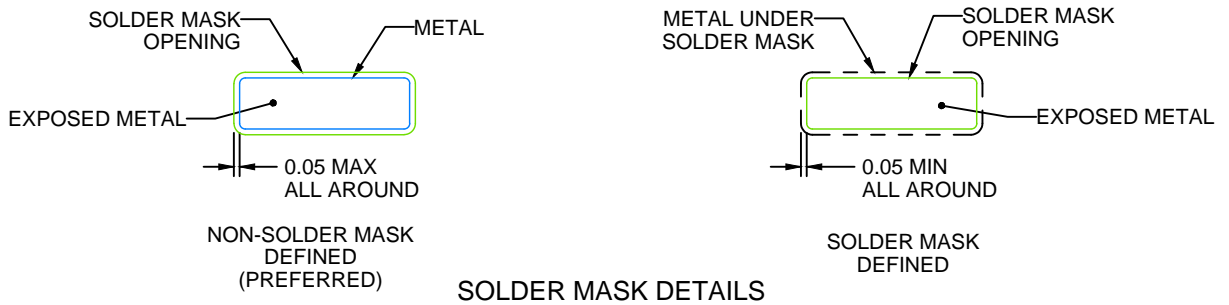 SOLDER MASK
OPENING
METAL
EXPOSED METAL
0.05 MAX
ALL AROUND
NON-SOLDER MASK
DEFINED
(PREFERRED)
METAL UNDER
SOLDER MASK
SOLDER MASK
OPENING
EXPOSED METAL
0.05 MIN
ALL AROUND
SOLDER MASK
DEFINED
SOLDER MASK DETAILS